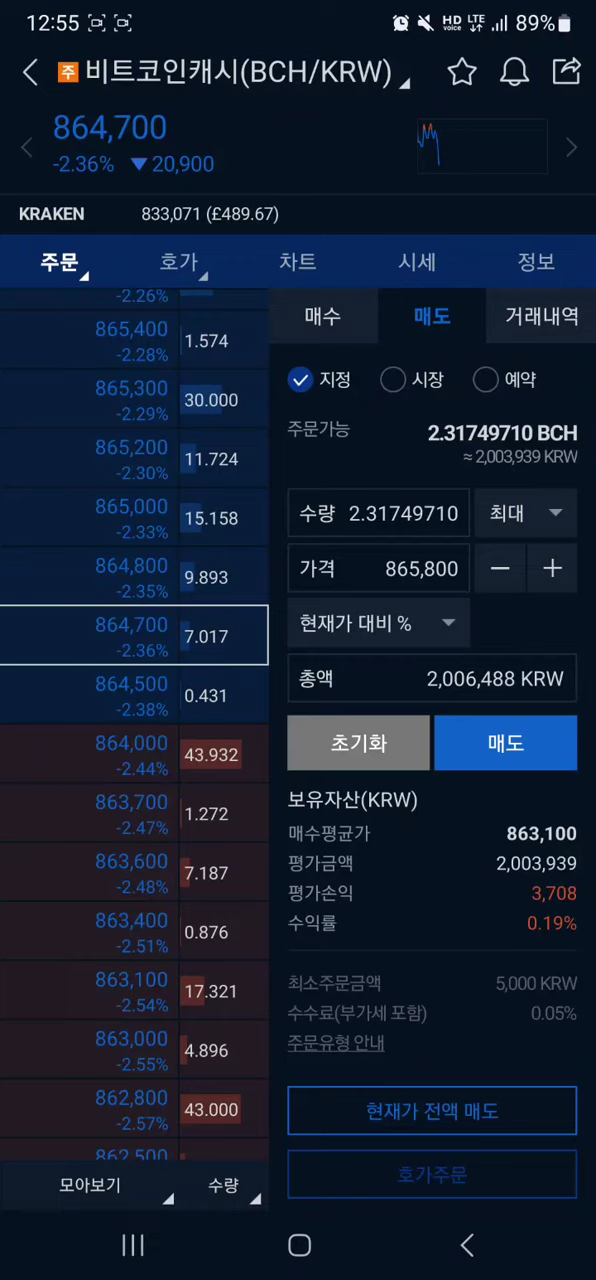 12:55 HD voice LTE 89%
주 비트코인캐시(BCH/KRW)
864,700
-2.36% ▼20,900
KRAKEN 833,071 (£489.67)
주문 호가 차트 시세 정보
-2.26%
865,400 1.574
-2.28%
865,300 30.000
-2.29%
865,200 11.724
-2.30%
865,000 15.158
-2.33%
864,800 9.893
-2.35%
864,700 7.017
-2.36%
864,500 0.431
-2.38%
864,000 43.932
-2.44%
863,700 1.272
-2.47%
863,600 7.187
-2.48%
863,400 0.876
-2.51%
863,100 17.321
-2.54%
863,000 4.896
-2.55%
862,800 43.000
-2.57%
862,500
모아보기 수량
매수 매도 거래내역
지정 시장 예약
주문가능 2.31749710 BCH
≈ 2,003,939 KRW
수량 2.31749710 최대
가격 865,800 − +
현재가 대비 %
총액 2,006,488 KRW
초기화 매도
보유자산(KRW)
매수평균가 863,100
평가금액 2,003,939
평가손익 3,708
수익률 0.19%
최소주문금액 5,000 KRW
수수료(부가세 포함) 0.05%
주문유형 안내
현재가 전액 매도
호가주문